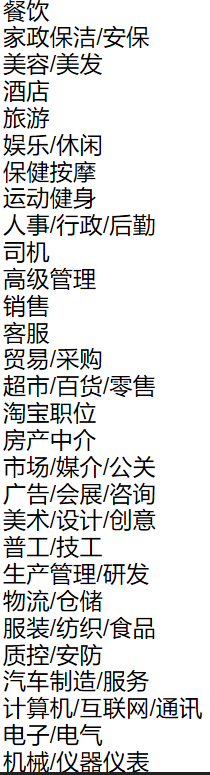 餐饮
家政保洁/安保
美容/美发
酒店
旅游
娱乐/休闲
保健按摩
运动健身
人事/行政/后勤
司机
高级管理
销售
客服
贸易/采购
超市/百货/零售
淘宝职位
房产中介
市场/媒介/公关
广告/会展/咨询
美术/设计/创意
普工/技工
生产管理/研发
物流/仓储
服装/纺织/食品
质控/安防
汽车制造/服务
计算机/互联网/通讯
电子/电气
机械/仪器仪表